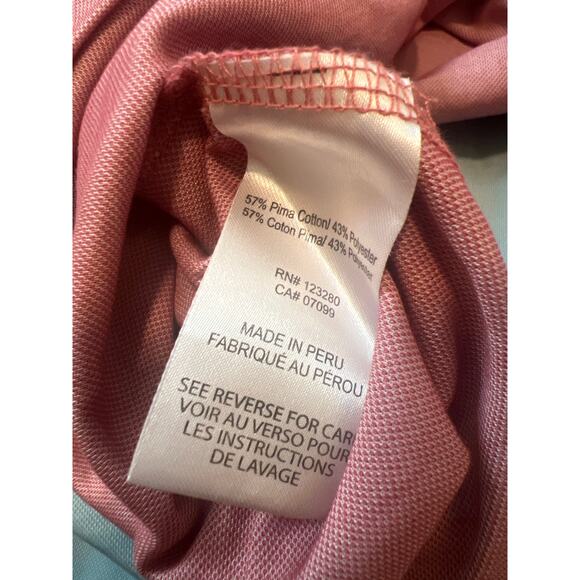 57% Pima Cotton/ 43% Polyester
57% Coton Pima/ 43% Polyester
RN# 123280
CA# 07099
MADE IN PERU
FABRIQUÉ AU PÉROU
SEE REVERSE FOR CARE
VOIR AU VERSO POUR
LES INSTRUCTIONS
DE LAVAGE